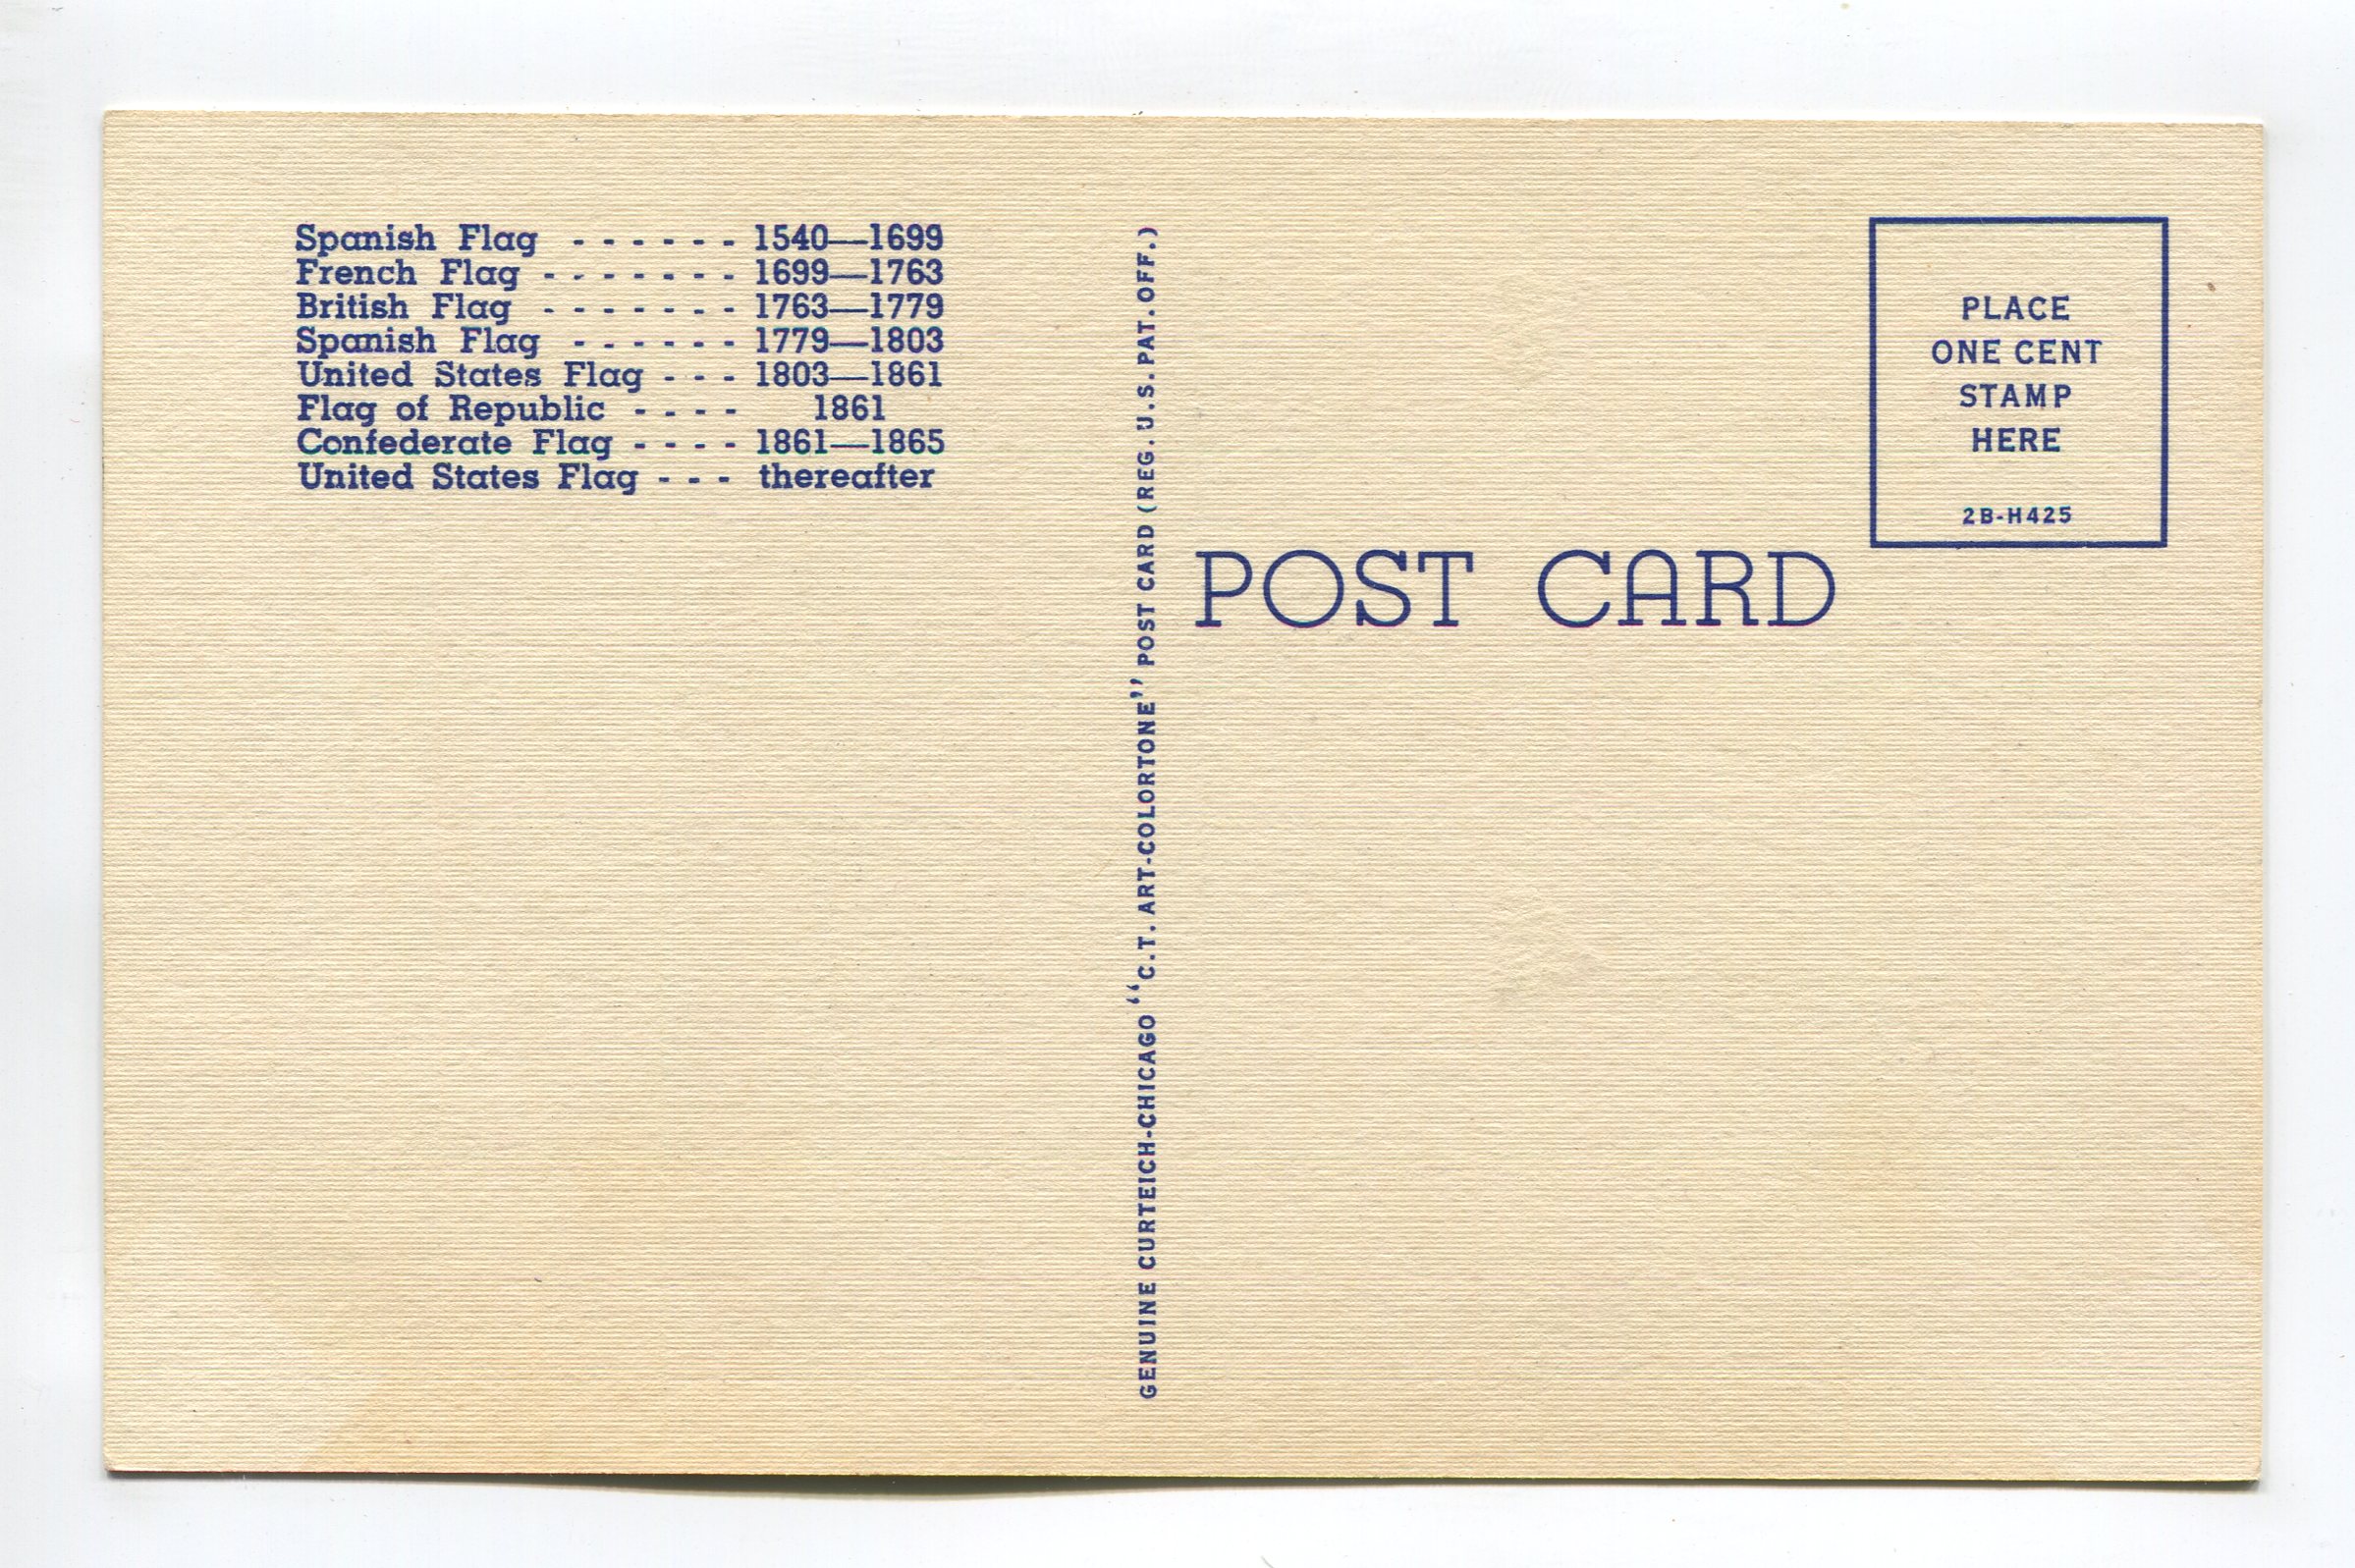 Spanish Flag - - - - - - 1540—1699
French Flag - - - - - - - 1699—1763
British Flag - - - - - - - 1763—1779
Spanish Flag - - - - - - 1779—1803
United States Flag - - - 1803—1861
Flag of Republic - - - - 1861
Confederate Flag - - - - 1861—1865
United States Flag - - - thereafter
GENUINE CURTEICH-CHICAGO "C.T. ART-COLORTONE" POST CARD (REG. U.S. PAT. OFF.)
POST CARD
PLACE
ONE CENT
STAMP
HERE
2B-H425